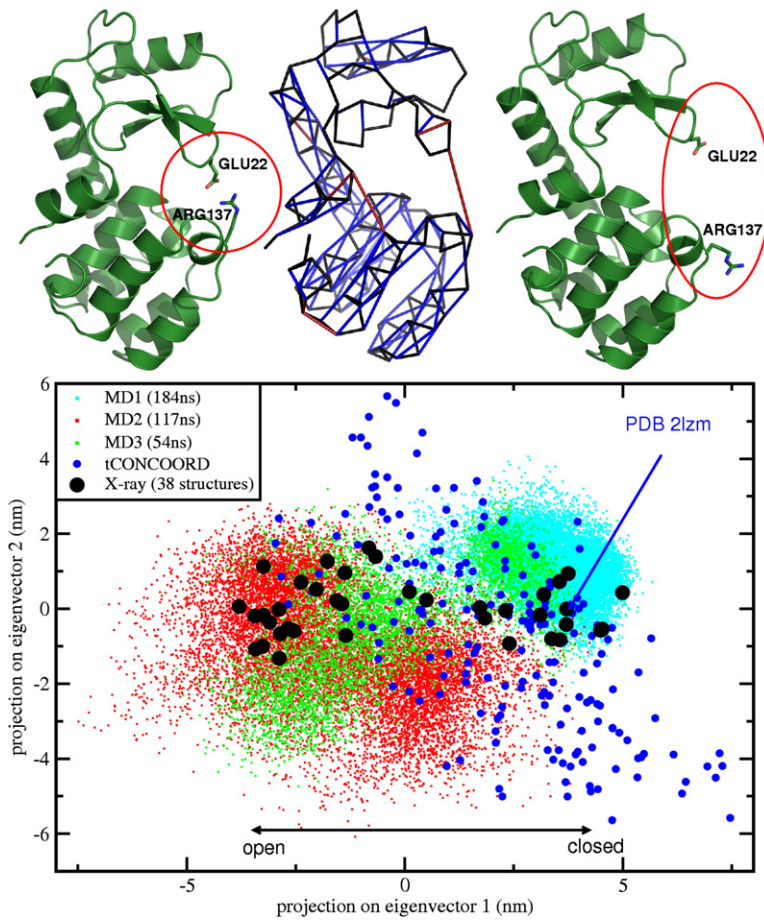 GLU22
ARG137
GLU22
ARG137
6
4
2
0
-2
-4
-6
projection on eigenvector 2 (nm)
MD1 (184ns)
MD2 (117ns)
MD3 (54ns)
tCONCOORD
X-ray (38 structures)
PDB 2lzm
open
closed
-5
0
5
projection on eigenvector 1 (nm)